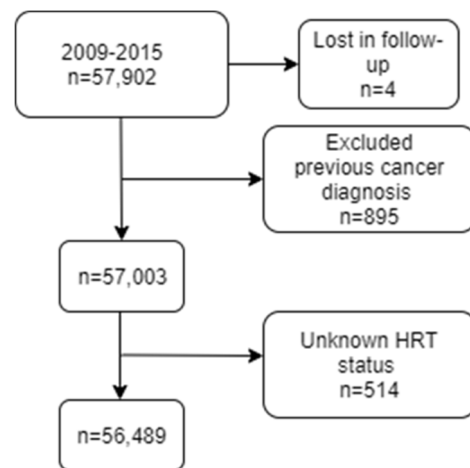 2009-2015
n=57,902
Lost in follow-
up
n=4
Excluded
previous cancer
diagnosis
n=895
n=57,003
Unknown HRT
status
n=514
n=56,489